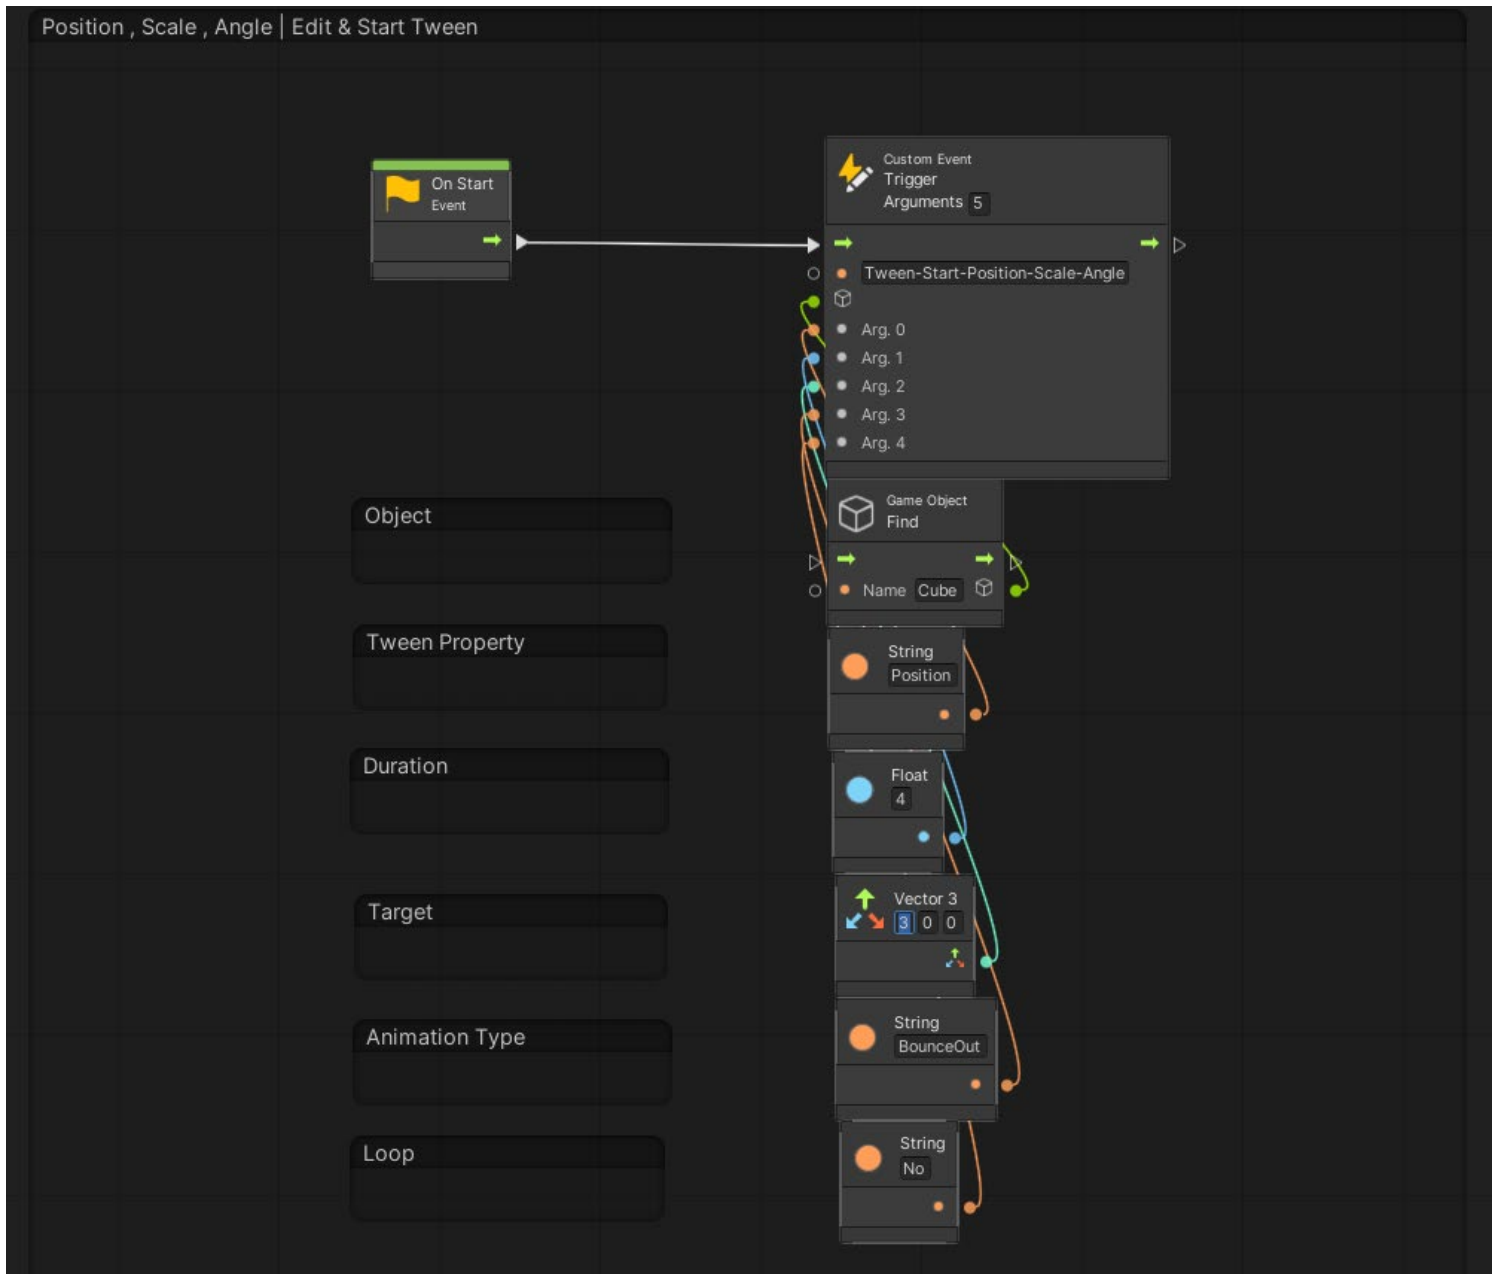 Position , Scale , Angle | Edit & Start Tween
On Start
Event
Custom Event
Trigger
Arguments 5
Tween-Start-Position-Scale-Angle
Arg. 0
Arg. 1
Arg. 2
Arg. 3
Arg. 4
Object
Game Object
Find
Name Cube
Tween Property
String
Position
Duration
Float
4
Target
Vector 3
3 0 0
Animation Type
String
BounceOut
Loop
String
No